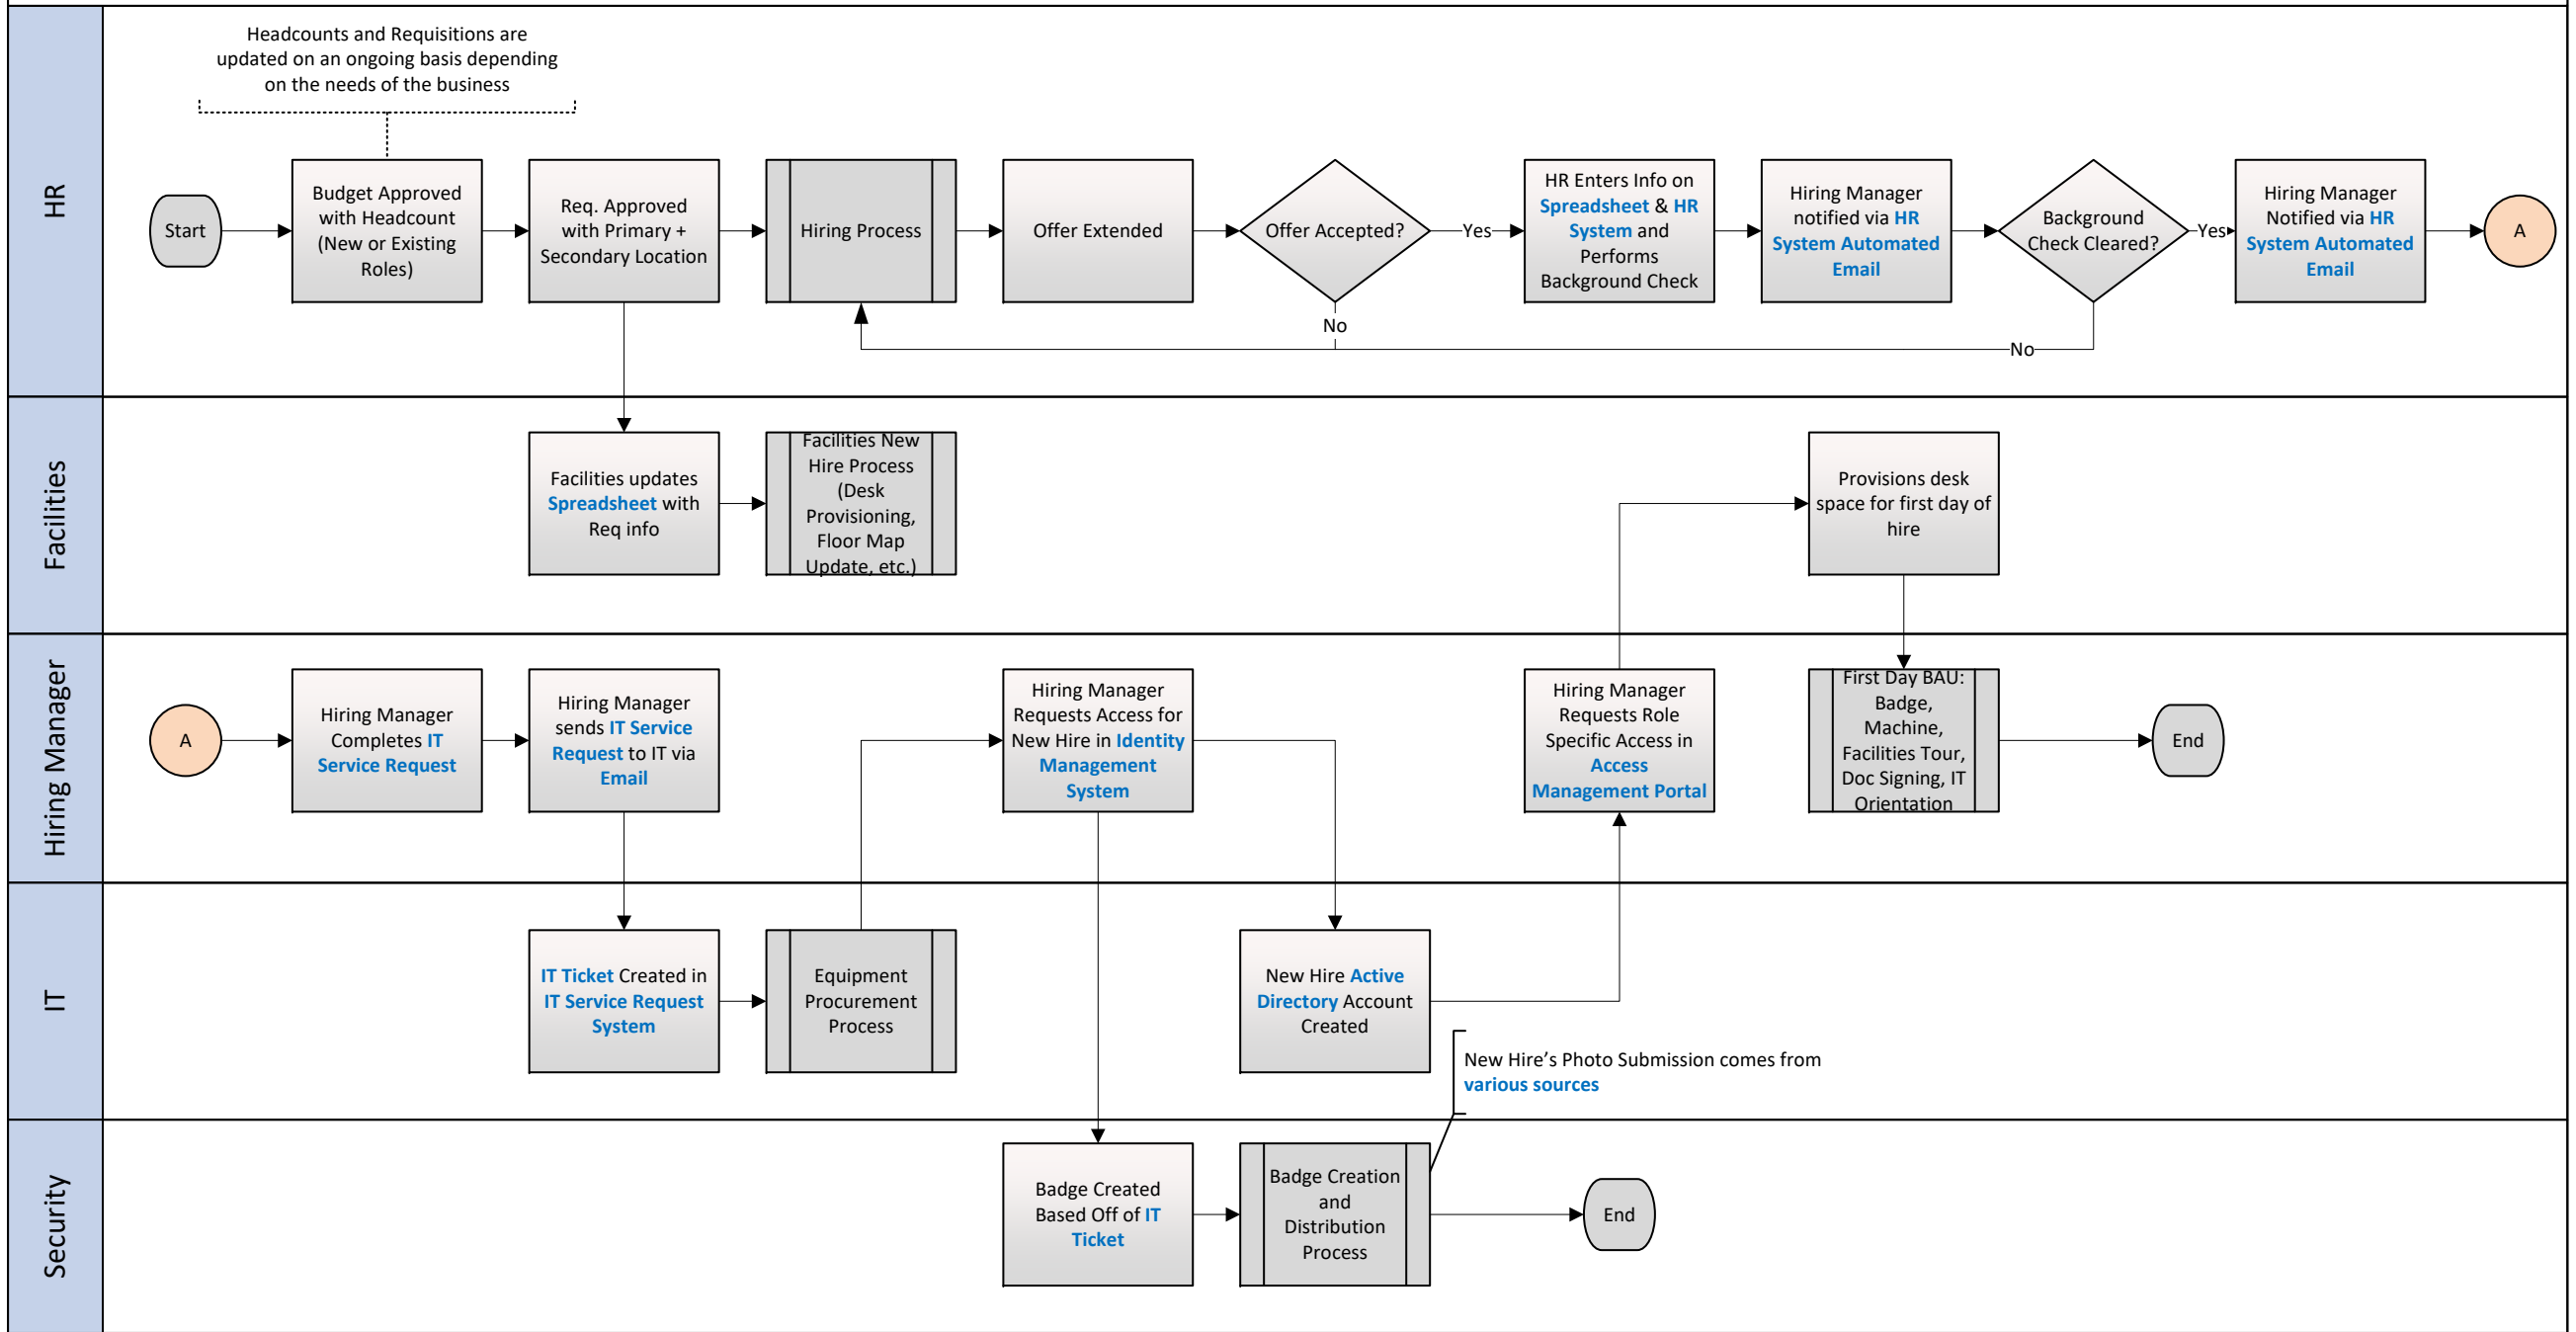 HR
Headcounts and Requisitions are
updated on an ongoing basis depending
on the needs of the business
Start
Budget Approved
with Headcount
(New or Existing
Roles)
Req. Approved
with Primary +
Secondary Location
Hiring Process
Offer Extended
Offer Accepted?
Yes
No
HR Enters Info on
Spreadsheet & HR
System and
Performs
Background Check
Hiring Manager
notified via HR
System Automated
Email
Background
Check Cleared?
Yes
No
Hiring Manager
Notified via HR
System Automated
Email
A
Facilities
Facilities updates
Spreadsheet with
Req info
Facilities New
Hire Process
(Desk
Provisioning,
Floor Map
Update, etc.)
Provisions desk
space for first day of
hire
Hiring Manager
A
Hiring Manager
Completes IT
Service Request
Hiring Manager
sends IT Service
Request to IT via
Email
Hiring Manager
Requests Access for
New Hire in Identity
Management
System
Hiring Manager
Requests Role
Specific Access in
Access
Management Portal
First Day BAU:
Badge,
Machine,
Facilities Tour,
Doc Signing, IT
Orientation
End
IT
IT Ticket Created in
IT Service Request
System
Equipment
Procurement
Process
New Hire Active
Directory Account
Created
New Hire’s Photo Submission comes from
various sources
Security
Badge Created
Based Off of IT
Ticket
Badge Creation
and
Distribution
Process
End